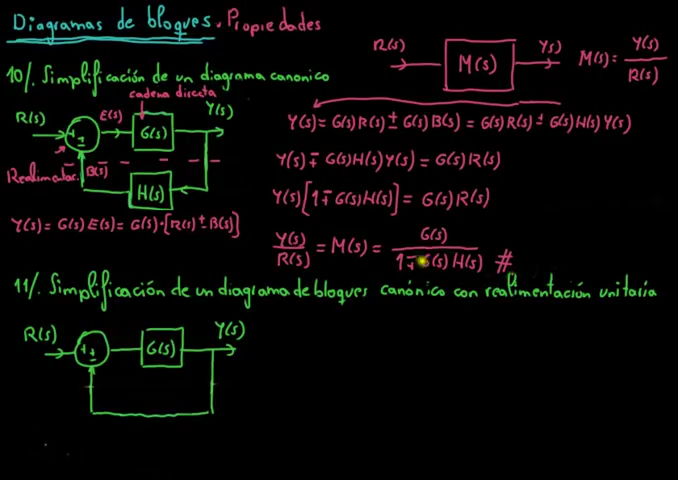 Diagramas de bloques. Propiedades
R(s) M(s) Y(s) M(s)= Y(s)/R(s)
10/. Simplificación de un diagrama canonico
cadena directa
R(s) E(s) G(s) Y(s)
+ ±
Realimentac. B(s)
H(s)
Y(s)= G(s) E(s)= G(s)·[R(s) ± B(s)]
Y(s)= G(s)R(s) ± G(s)B(s) = G(s)R(s) ± G(s)H(s)Y(s)
Y(s) ∓ G(s)H(s)Y(s) = G(s)R(s)
Y(s)[1∓ G(s)H(s)] = G(s)R(s)
Y(s)/R(s) = M(s) = G(s)/1∓ G(s)H(s) #
11/. Simplificación de un diagrama de bloques canónico con realimentación unitaria
R(s) + ± G(s) Y(s)